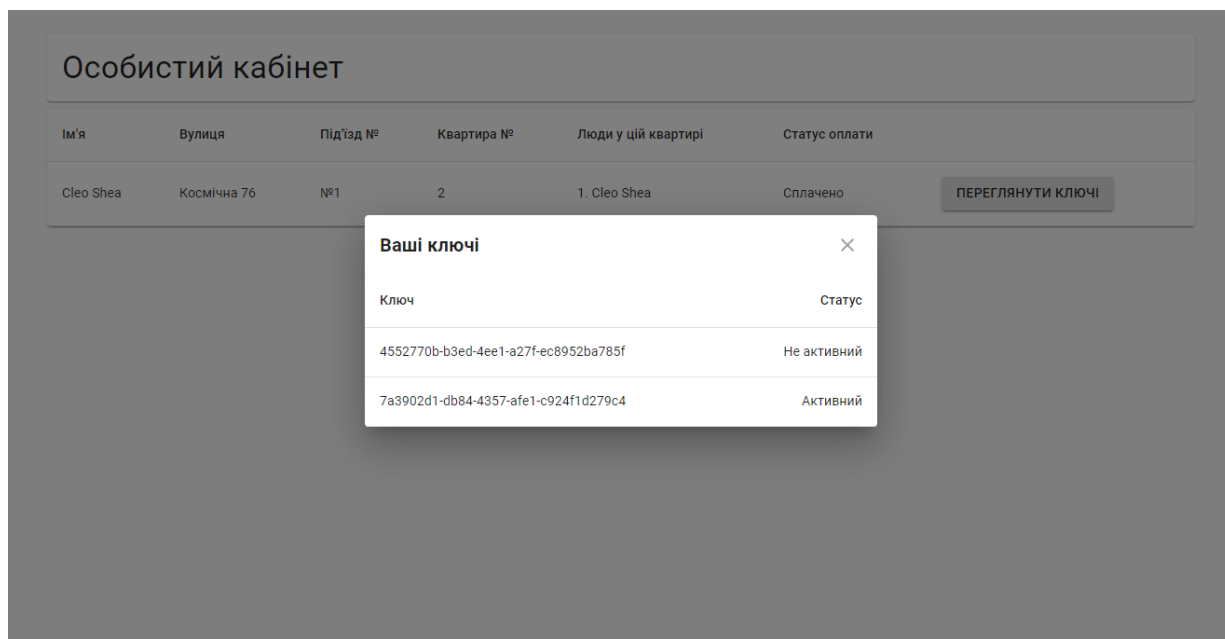 Особистий кабінет
Ім'я Вулиця Під'їзд № Квартира № Люди у цій квартирі Статус оплати
Cleo Shea Космічна 76 №1 2 1. Cleo Shea Сплачено ПЕРЕГЛЯНУТИ КЛЮЧІ
Ваші ключі
Ключ Статус
4552770b-b3ed-4ee1-a27f-ec8952ba785f Не активний
7a3902d1-db84-4357-afe1-c924f1d279c4 Активний